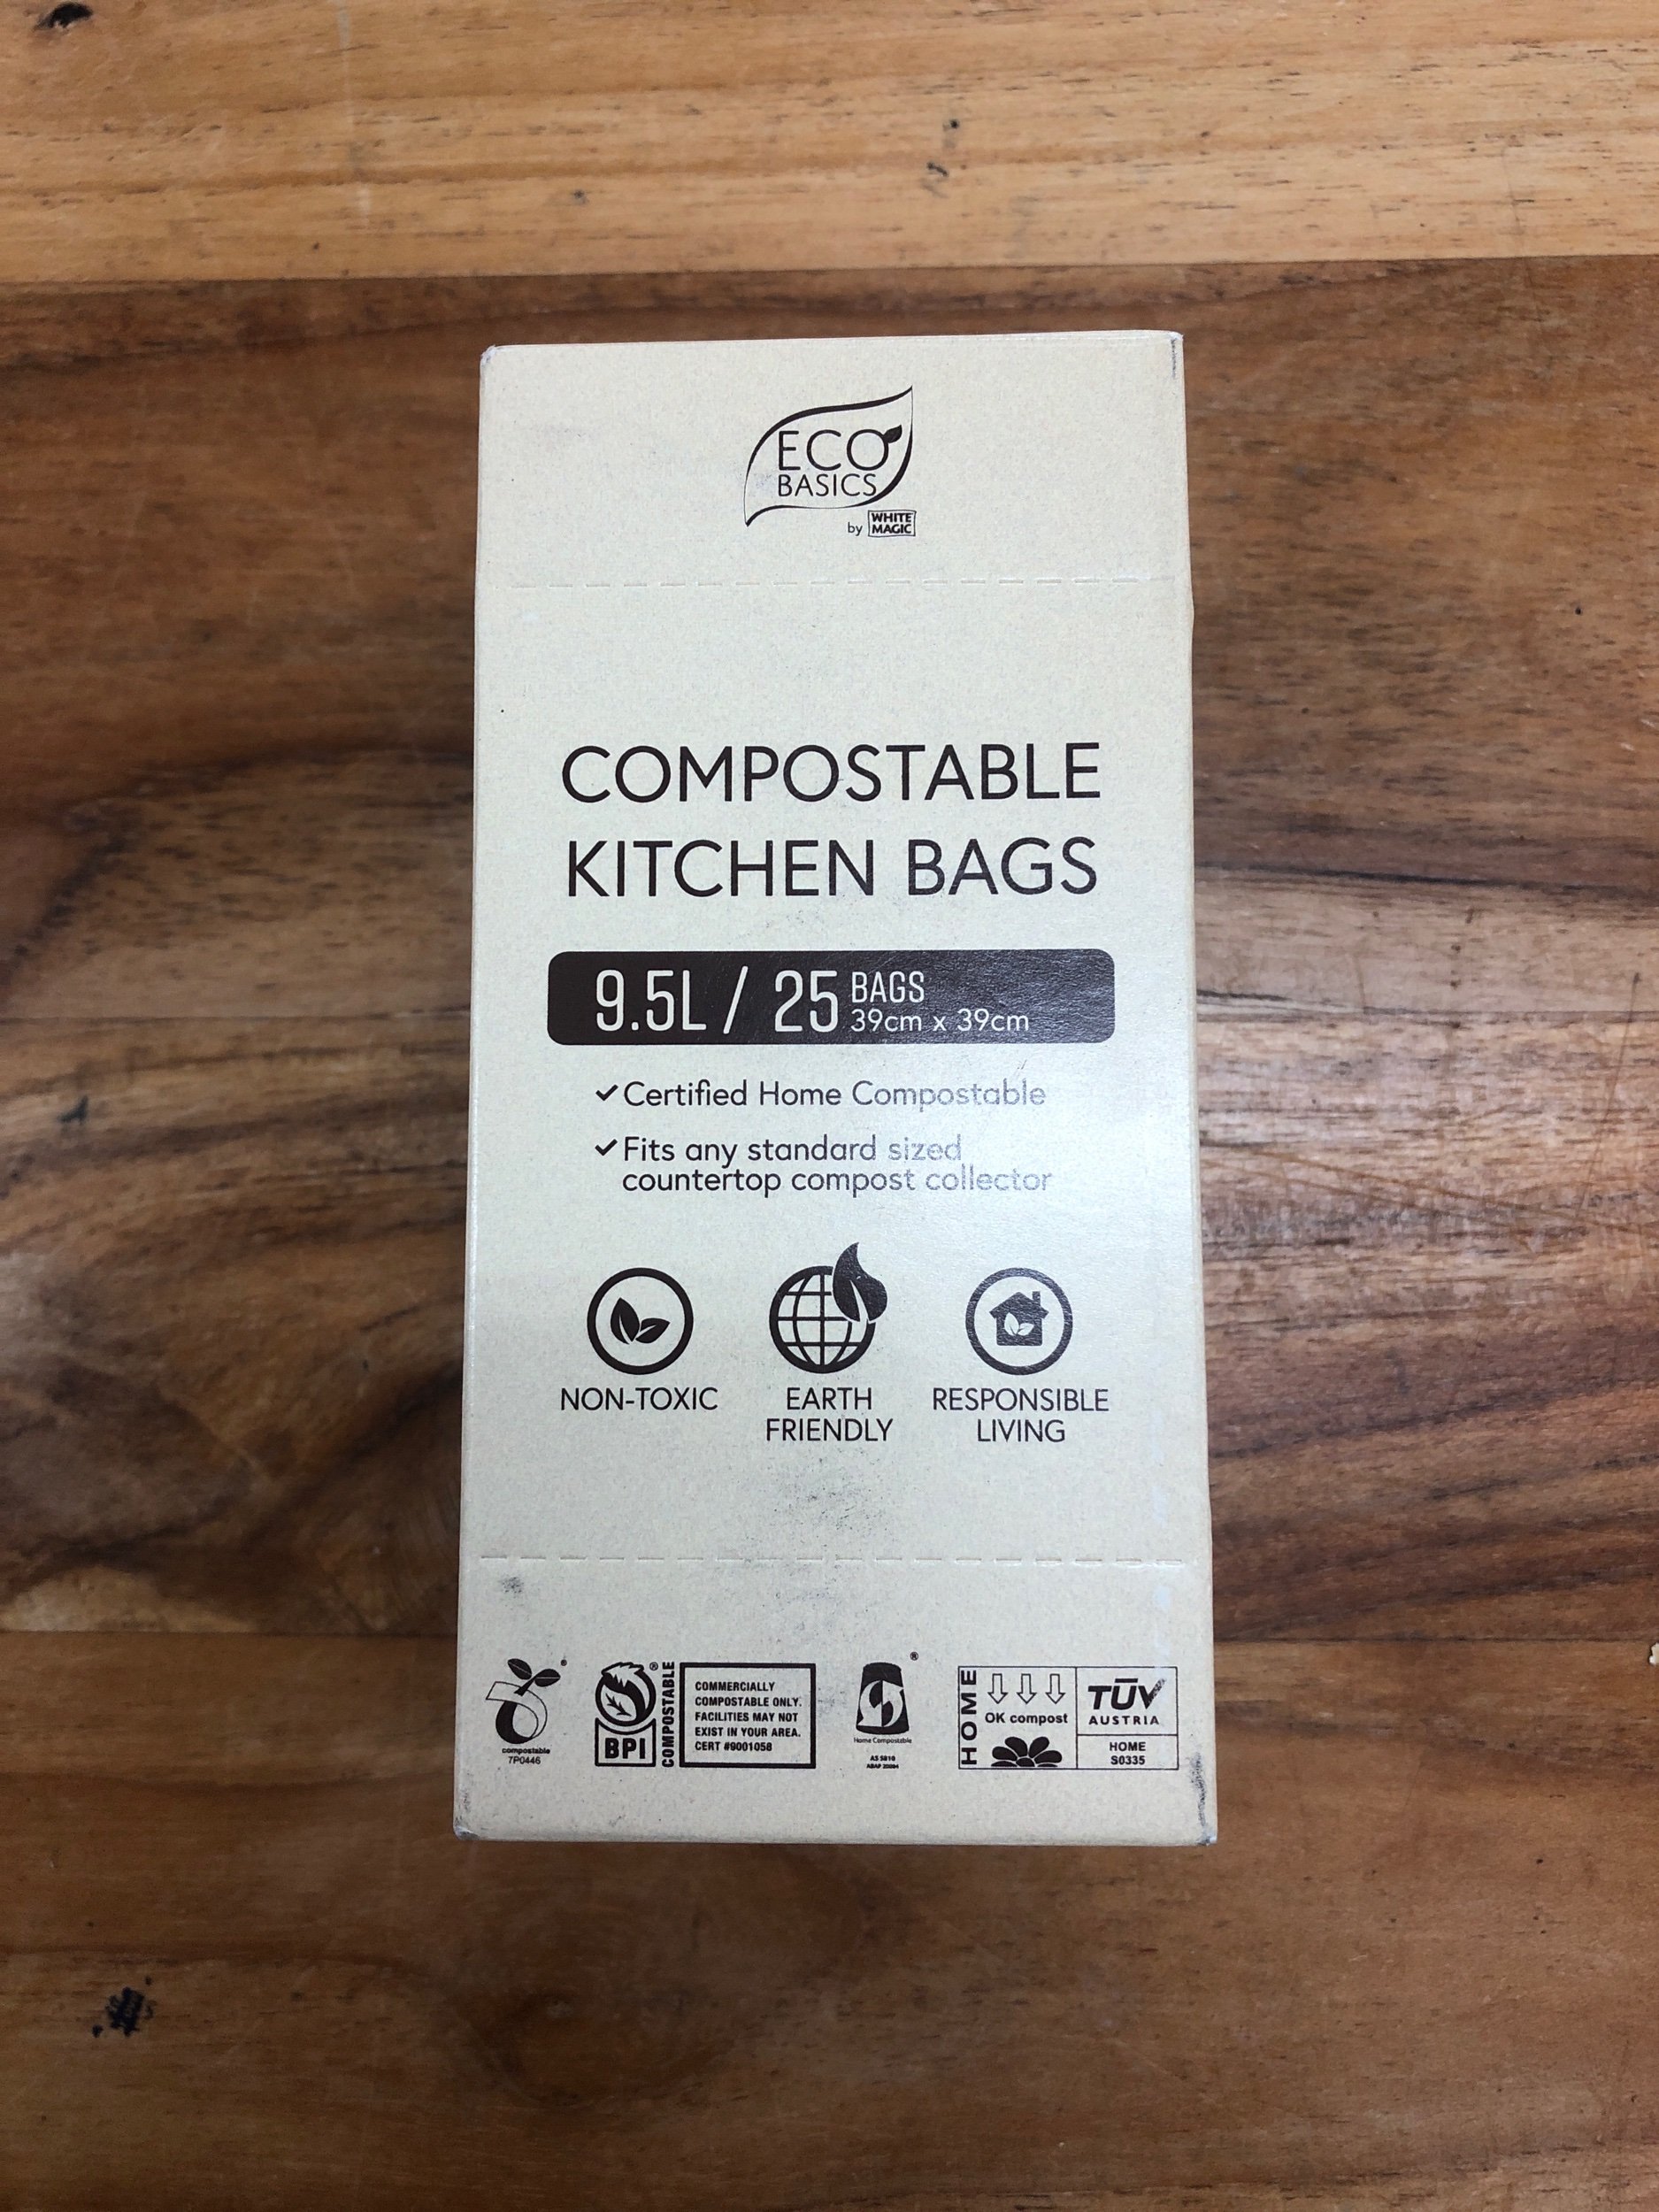 ECO
BASICS
by WHITE
MAGIC
COMPOSTABLE
KITCHEN BAGS
9.5L / 25 BAGS
39cm x 39cm
✓ Certified Home Compostable
✓ Fits any standard sized
countertop compost collector
NON-TOXIC
EARTH
FRIENDLY
RESPONSIBLE
LIVING
compostable
7P0446
BPI
COMPOSTABLE
COMMERCIALLY
COMPOSTABLE ONLY.
FACILITIES MAY NOT
EXIST IN YOUR AREA.
CERT #9001058
Home Compostable
AS 5810
HOME
OK compost
TÜV
AUSTRIA
HOME
S0335